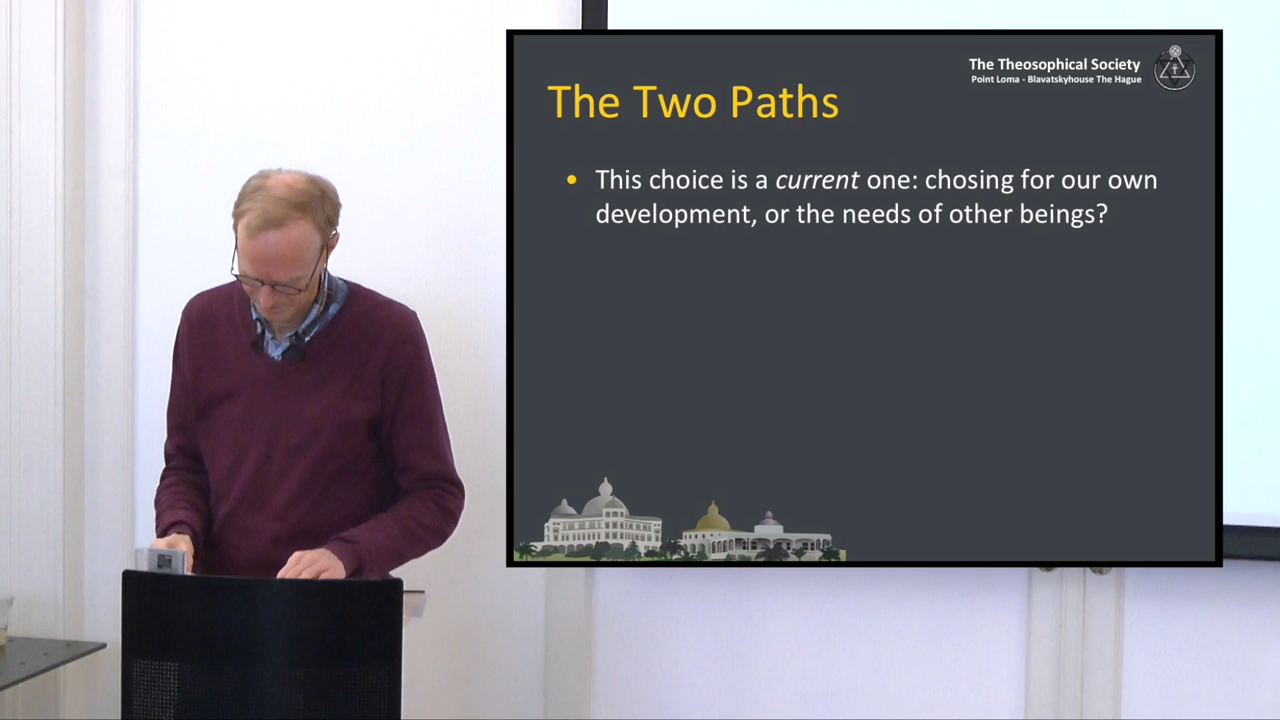 The Theosophical Society
Point Loma - Blavatskyhouse The Hague
The Two Paths
• This choice is a current one: chosing for our own
development, or the needs of other beings?